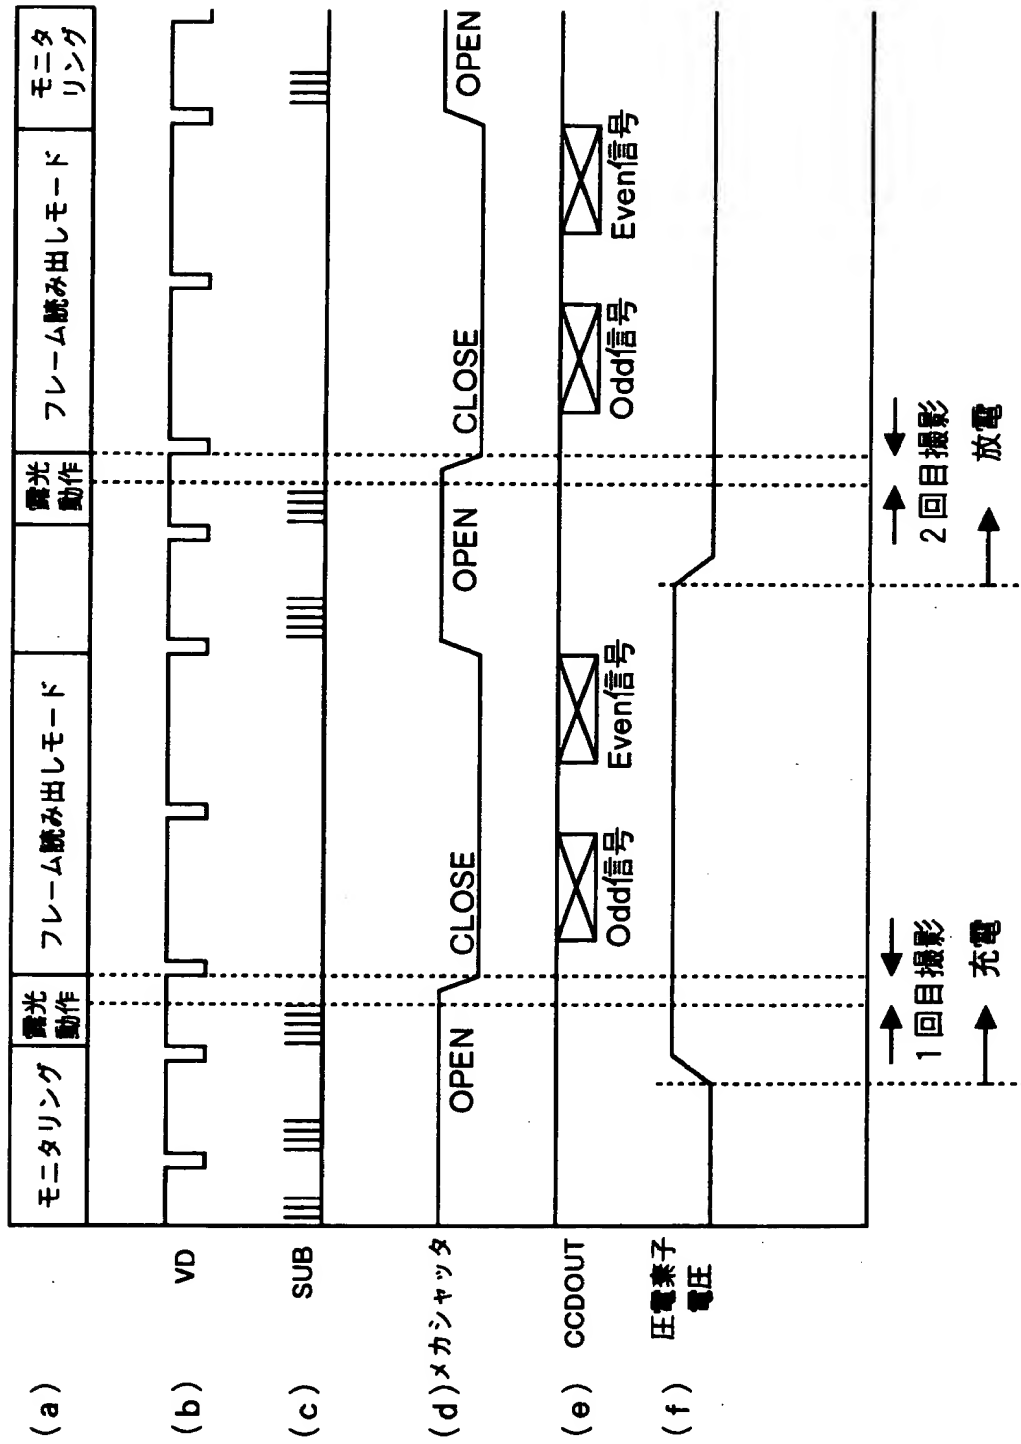 (a)
モニタリング
露光
動作
フレーム読み出しモード
露光
動作
フレーム読み出しモード
モニタ
リング
(b)
VD
(c)
SUB
(d)メカシャッタ
OPEN
CLOSE
OPEN
CLOSE
OPEN
(e)
CCDOUT
Odd信号
Even信号
Odd信号
Even信号
(f)
圧電素子
電圧
1回目撮影
2回目撮影
充電
放電